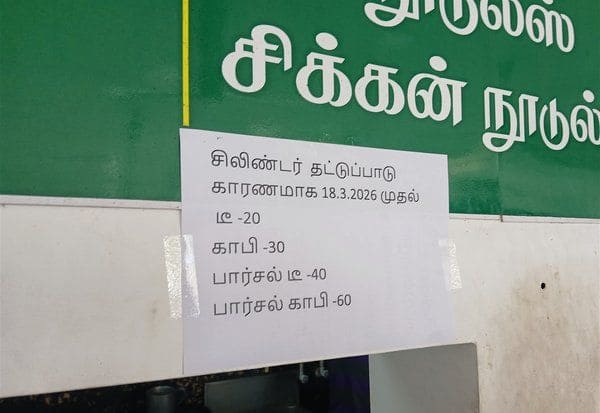 நூடுல்ஸ்
சிக்கன் நூடுல்
சிலிண்டர் தட்டுப்பாடு
காரணமாக 18.3.2026 முதல்
டீ -20
காபி -30
பார்சல் டீ -40
பார்சல் காபி -60